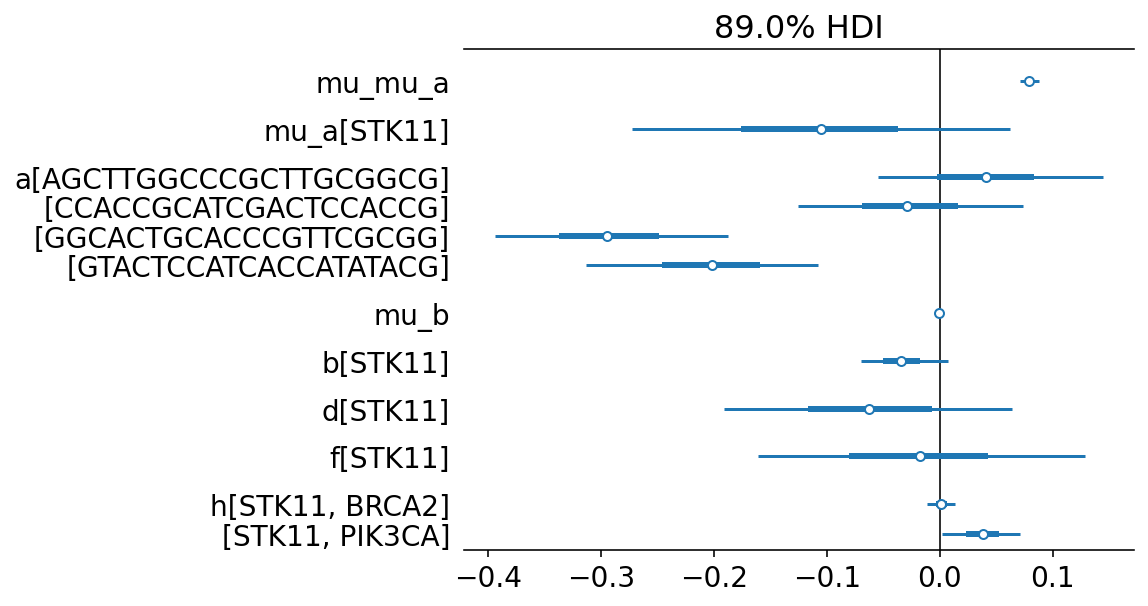 89.0% HDI
mu_mu_a
mu_a[STK11]
a[AGCTTGGCCCGCTTGCGGCG]
[CCACCGCATCGACTCCACCG]
[GGCACTGCACCCGTTCGCGG]
[GTACTCCATCACCATATACG]
mu_b
b[STK11]
d[STK11]
f[STK11]
h[STK11, BRCA2]
[STK11, PIK3CA]
−0.4 −0.3 −0.2 −0.1 0.0 0.1